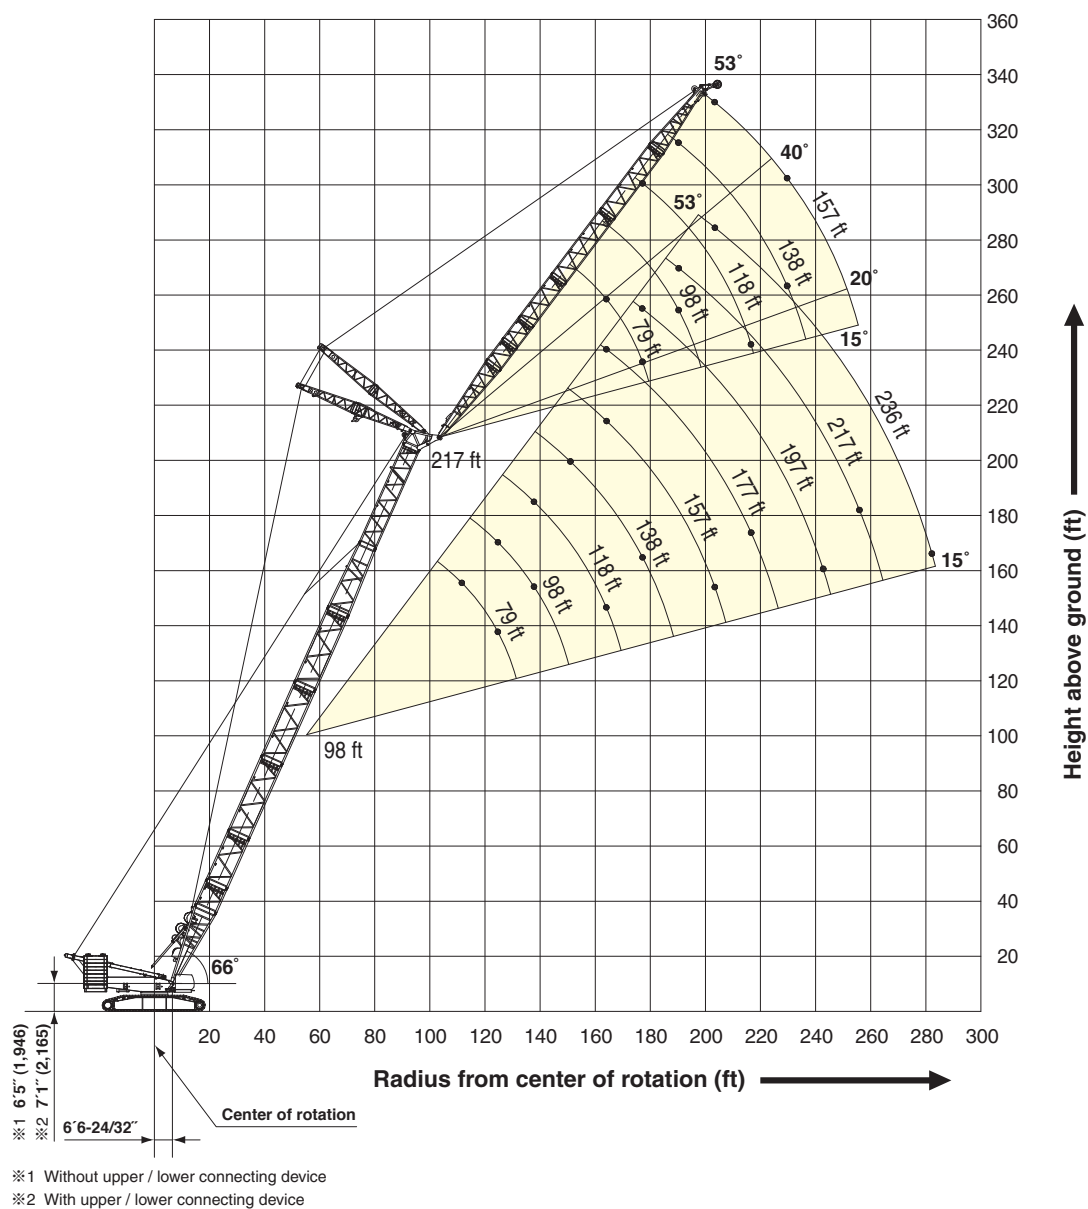 360
53°
340
320
40°
300
53°
157 ft
280
138 ft
118 ft
20°
98 ft
260
79 ft
15°
240
236 ft
220
217 ft
217 ft
197 ft
200
177 ft
157 ft
138 ft
180
118 ft
15°
160
98 ft
79 ft
140
120
98 ft
100
80
60
40
66°
20
Height above ground (ft)
20 40 60 80 100 120 140 160 180 200 220 240 260 280 300
Radius from center of rotation (ft)
※1 6´5˝ (1,946)
※2 7´1˝ (2,165)
6´6-24/32˝
Center of rotation
※1 Without upper / lower connecting device
※2 With upper / lower connecting device